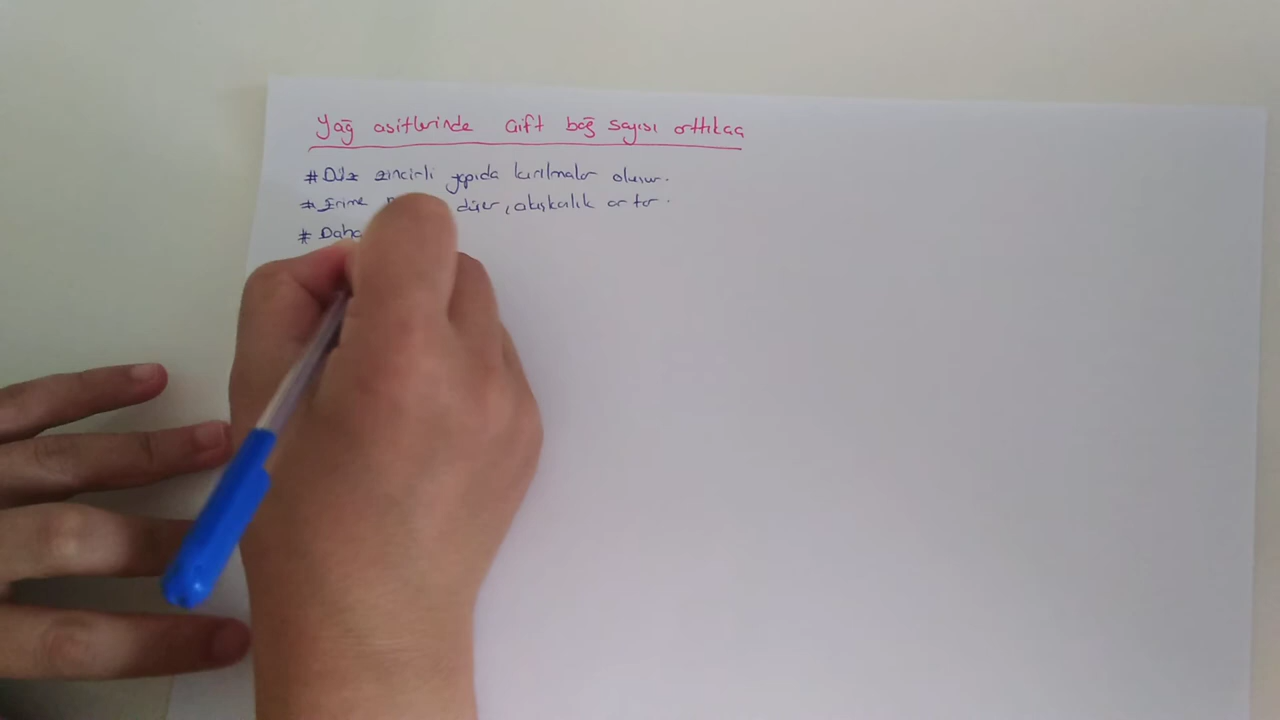 Yağ asitlerinde çift bağ sayısı arttıkça
# Düz zincirli yapıda kırılmalar oluşur.
# Erime düşer, akışkanlık artar.
# Daha